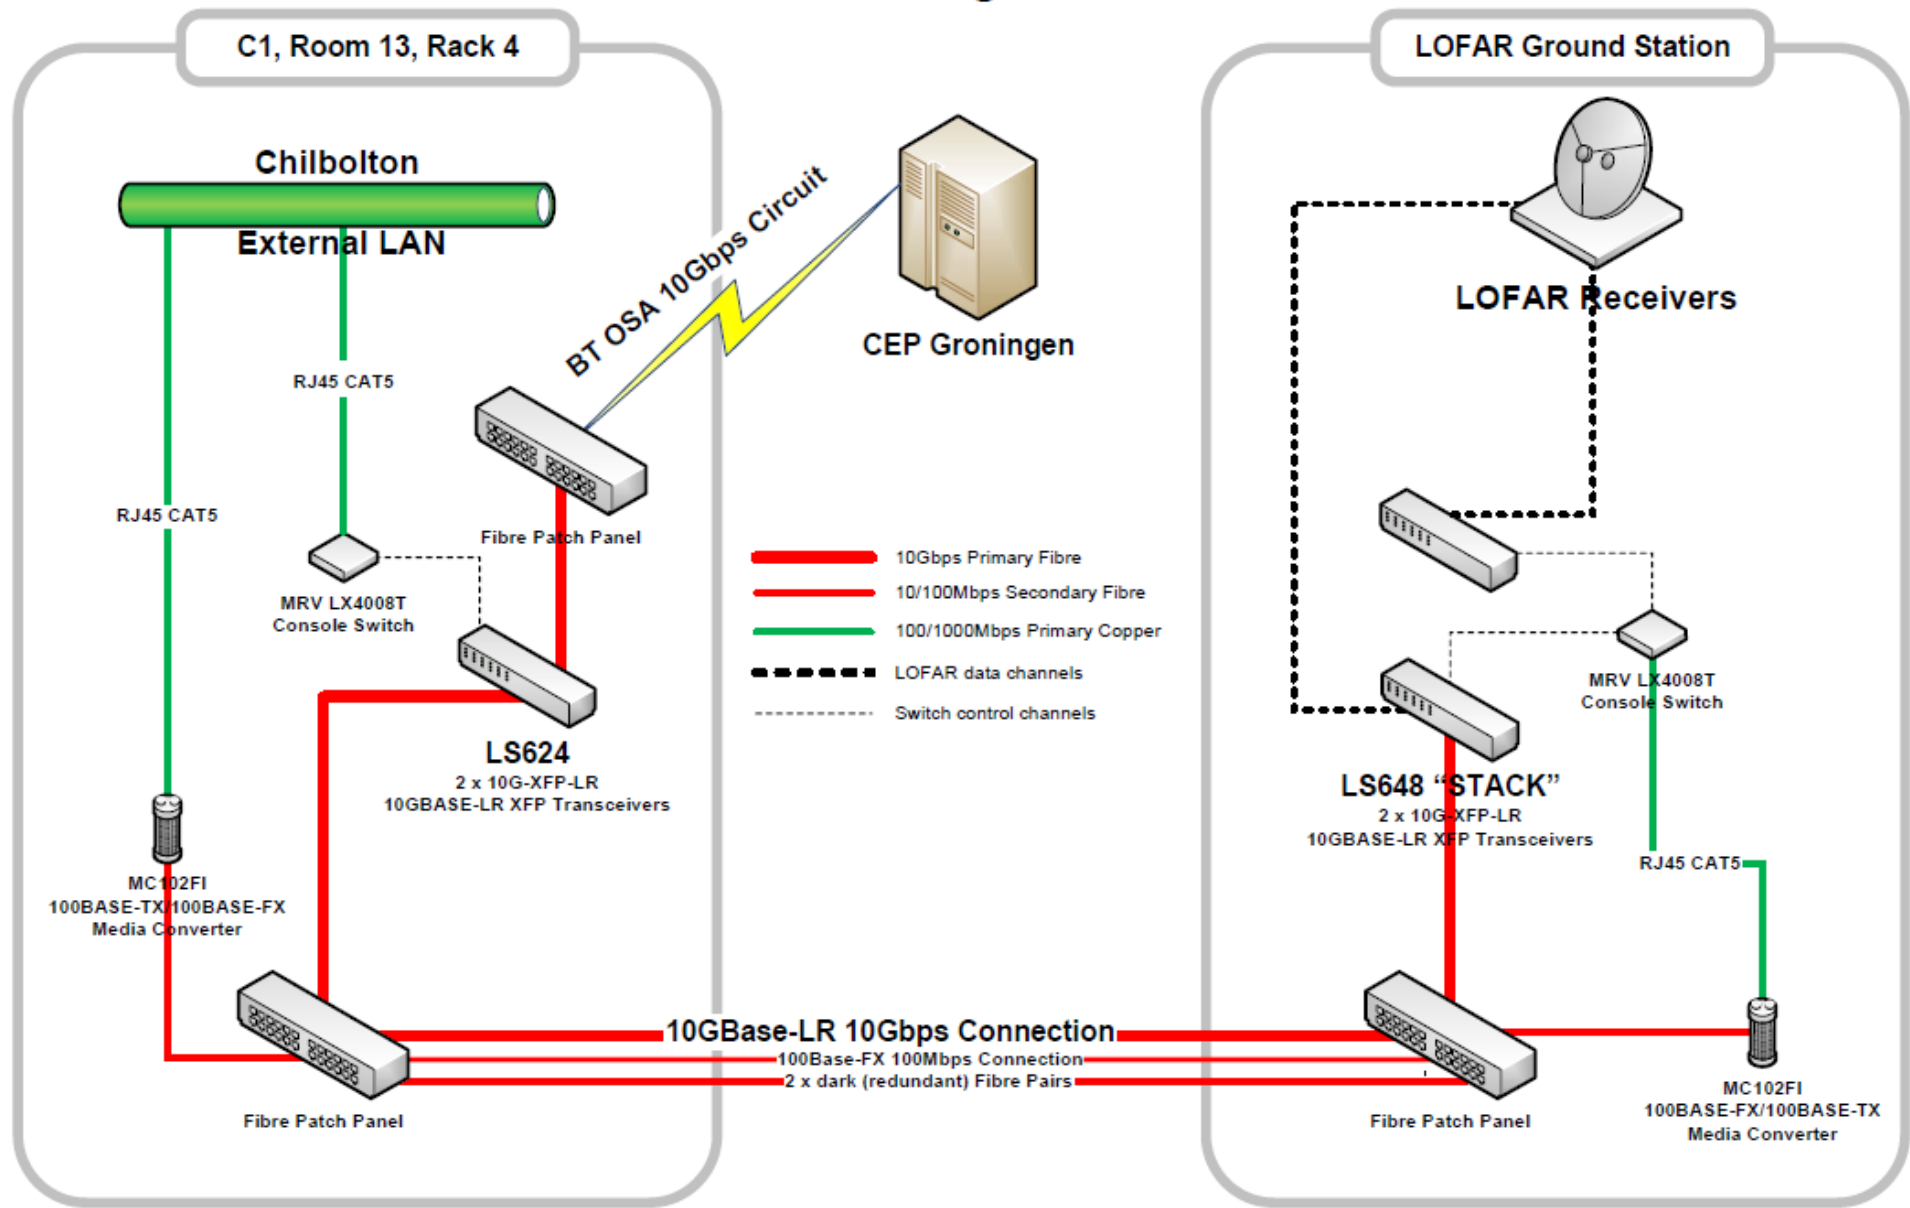 C1, Room 13, Rack 4
LOFAR Ground Station
Chilbolton
External LAN
BT OSA 10Gbps Circuit
CEP Groningen
LOFAR Receivers
RJ45 CAT5
RJ45 CAT5
Fibre Patch Panel
MRV LX4008T
Console Switch
10Gbps Primary Fibre
10/100Mbps Secondary Fibre
100/1000Mbps Primary Copper
LOFAR data channels
Switch control channels
MRV LX4008T
Console Switch
LS624
2 x 10G-XFP-LR
10GBASE-LR XFP Transceivers
LS648 “STACK”
2 x 10G-XFP-LR
10GBASE-LR XFP Transceivers
RJ45 CAT5
MC102FI
100BASE-TX/100BASE-FX
Media Converter
10GBase-LR 10Gbps Connection
100Base-FX 100Mbps Connection
2 x dark (redundant) Fibre Pairs
Fibre Patch Panel
Fibre Patch Panel
MC102FI
100BASE-FX/100BASE-TX
Media Converter